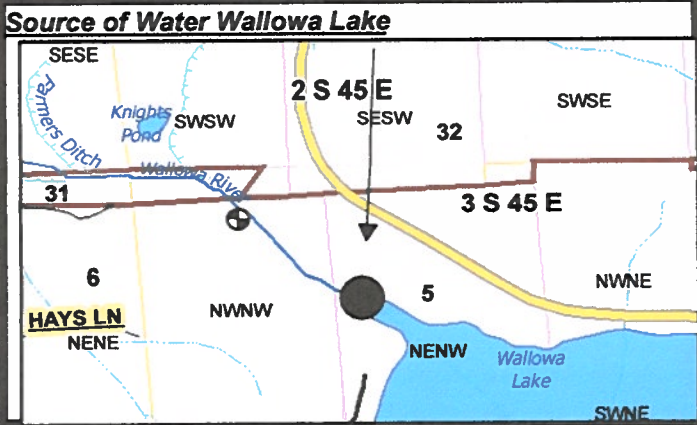 Source of Water Wallowa Lake
SESE
2 S 45 E
SWSE
Knights
Pond
SWSW
SESW
32
Farmers Ditch
Wallowa River
31
3 S 45 E
6
5
NWNE
HAYS LN
NWNW
NENE
NENW
Wallowa
Lake
SWNE